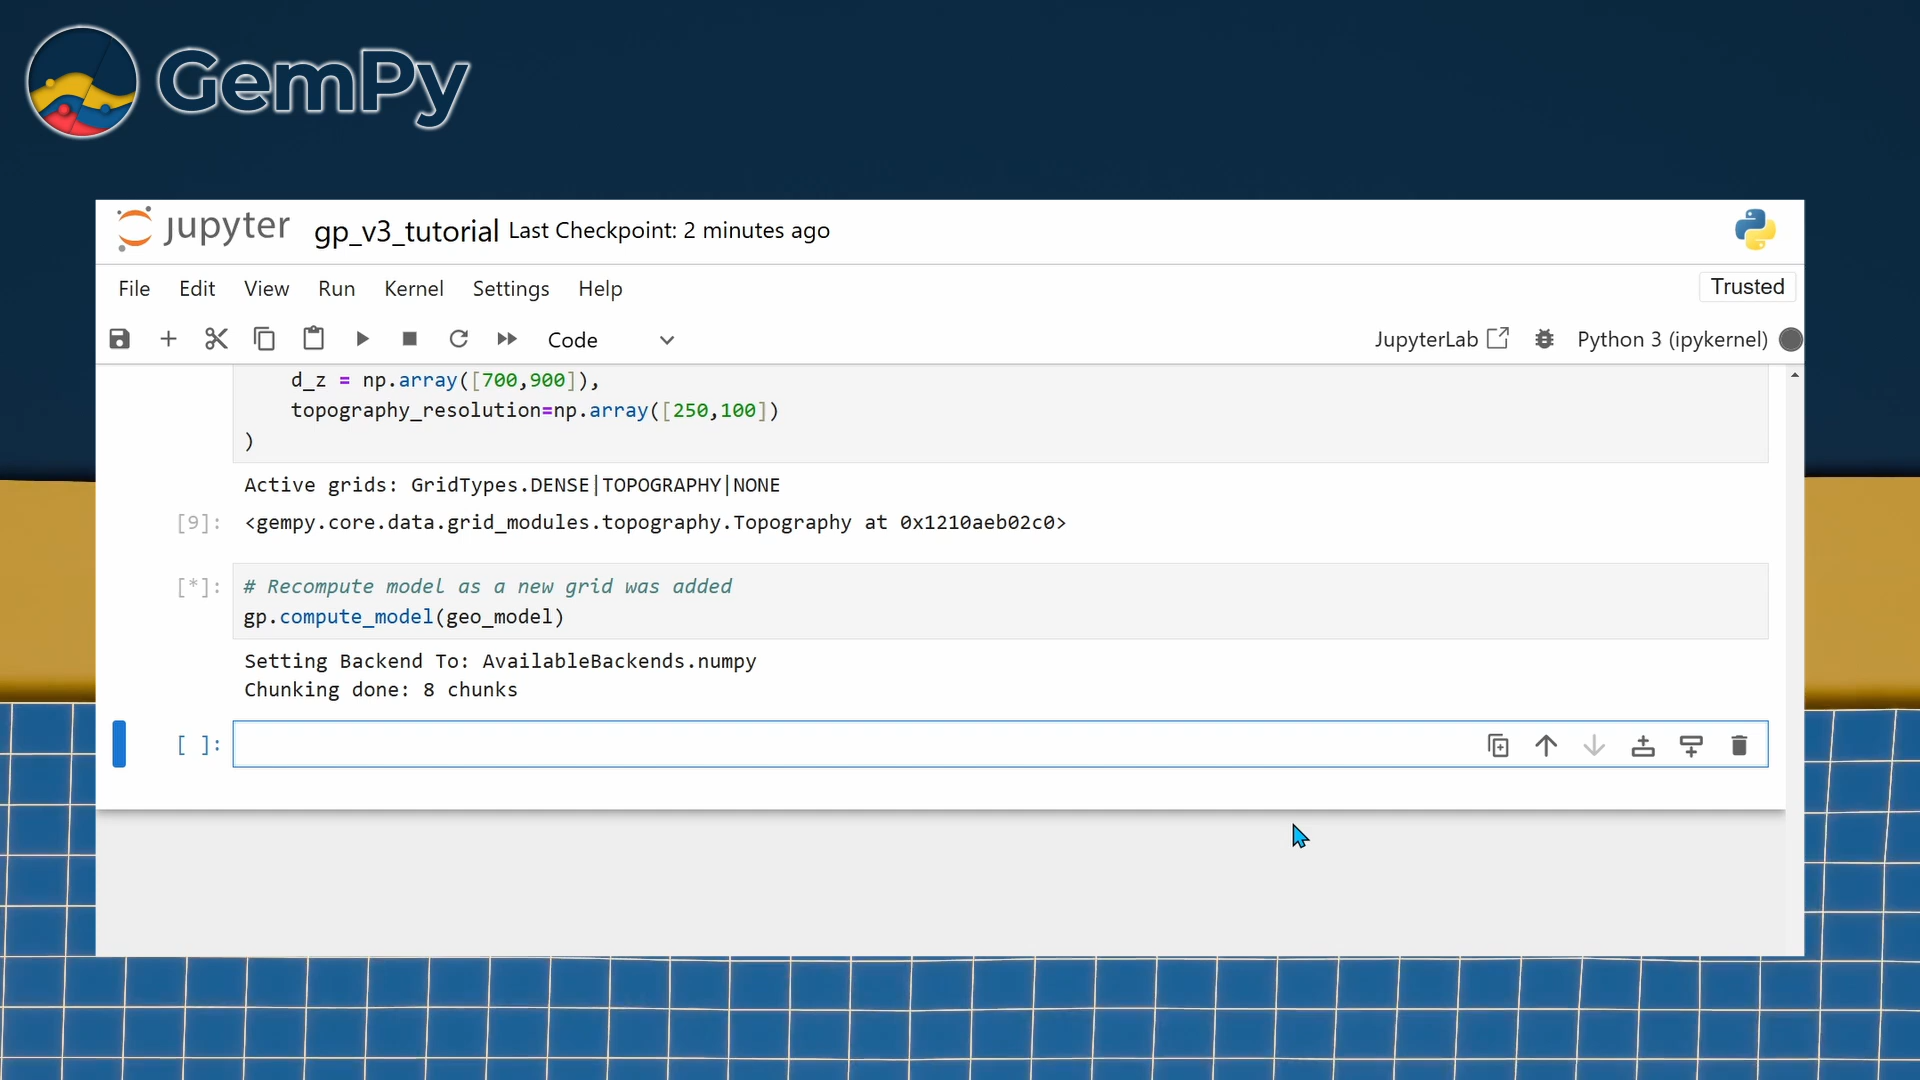 GemPy
jupyter gp_v3_tutorial Last Checkpoint: 2 minutes ago
File Edit View Run Kernel Settings Help Trusted
Code JupyterLab Python 3 (ipykernel)
d_z = np.array([700,900]),
topography_resolution=np.array([250,100])
)
Active grids: GridTypes.DENSE|TOPOGRAPHY|NONE
[9]: <gempy.core.data.grid_modules.topography.Topography at 0x1210aeb02c0>
[*]: # Recompute model as a new grid was added
gp.compute_model(geo_model)
Setting Backend To: AvailableBackends.numpy
Chunking done: 8 chunks
[ ]: